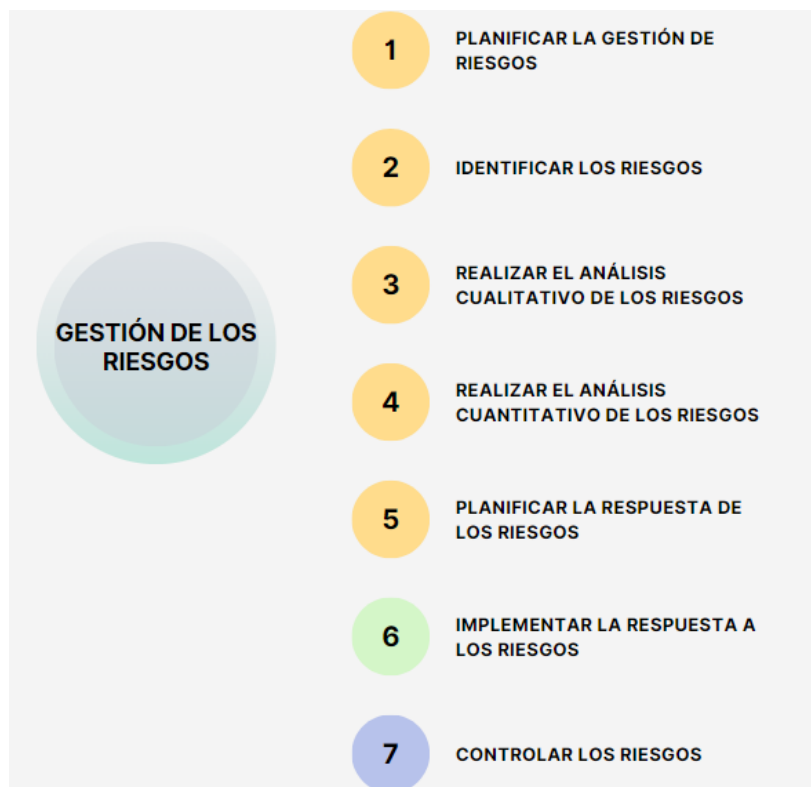 GESTIÓN DE LOS
RIESGOS
1
PLANIFICAR LA GESTIÓN DE
RIESGOS
2
IDENTIFICAR LOS RIESGOS
3
REALIZAR EL ANÁLISIS
CUALITATIVO DE LOS RIESGOS
4
REALIZAR EL ANÁLISIS
CUANTITATIVO DE LOS RIESGOS
5
PLANIFICAR LA RESPUESTA DE
LOS RIESGOS
6
IMPLEMENTAR LA RESPUESTA A
LOS RIESGOS
7
CONTROLAR LOS RIESGOS